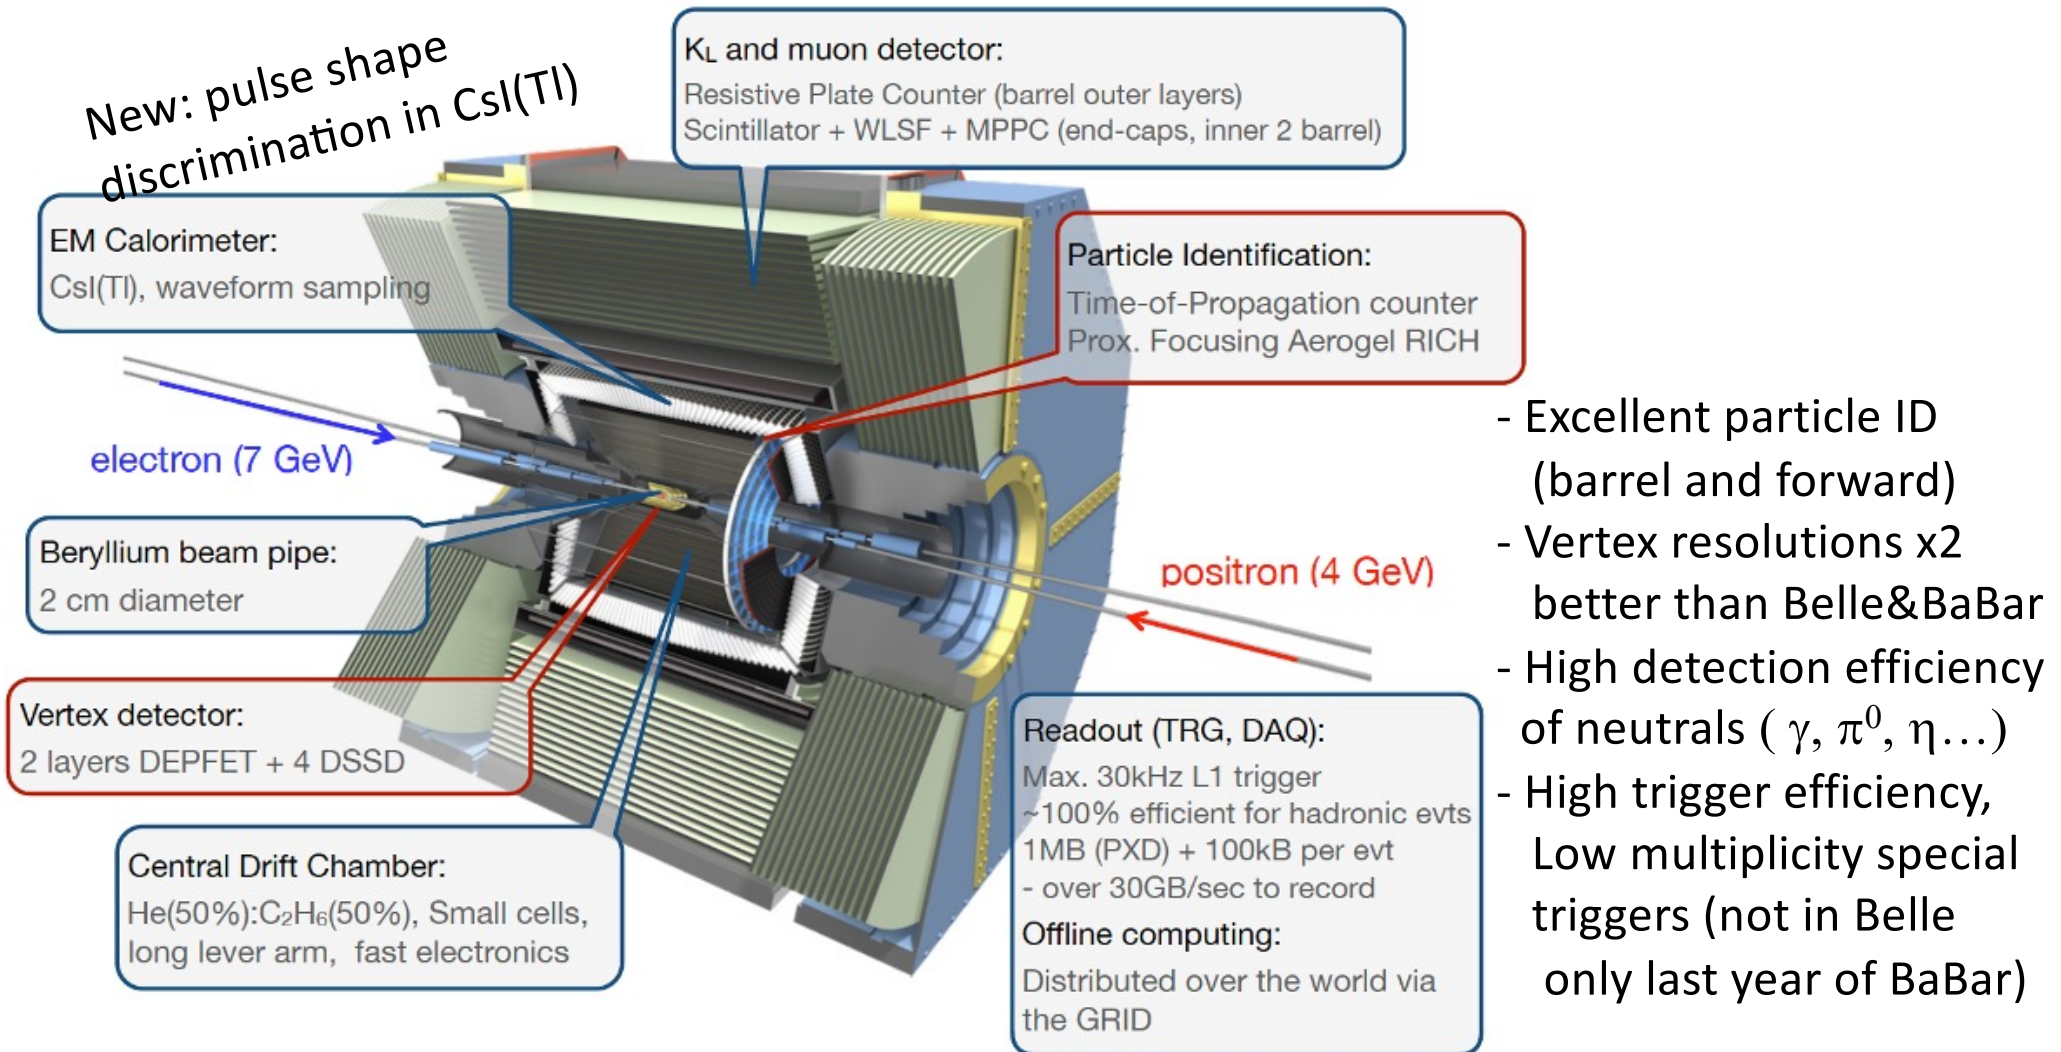 New: pulse shape
discrimination in CsI(Tl)
K_L and muon detector:
Resistive Plate Counter (barrel outer layers)
Scintillator + WLSF + MPPC (end-caps, inner 2 barrel)
EM Calorimeter:
CsI(Tl), waveform sampling
Particle Identification:
Time-of-Propagation counter
Prox. Focusing Aerogel RICH
electron (7 GeV)
Beryllium beam pipe:
2 cm diameter
positron (4 GeV)
Vertex detector:
2 layers DEPFET + 4 DSSD
Central Drift Chamber:
He(50%):C₂H₆(50%), Small cells,
long lever arm, fast electronics
Readout (TRG, DAQ):
Max. 30kHz L1 trigger
~100% efficient for hadronic evts
1MB (PXD) + 100kB per evt
- over 30GB/sec to record
Offline computing:
Distributed over the world via
the GRID
- Excellent particle ID
(barrel and forward)
- Vertex resolutions x2
better than Belle&BaBar
- High detection efficiency
of neutrals ( γ, π⁰, η…)
- High trigger efficiency,
Low multiplicity special
triggers (not in Belle
only last year of BaBar)